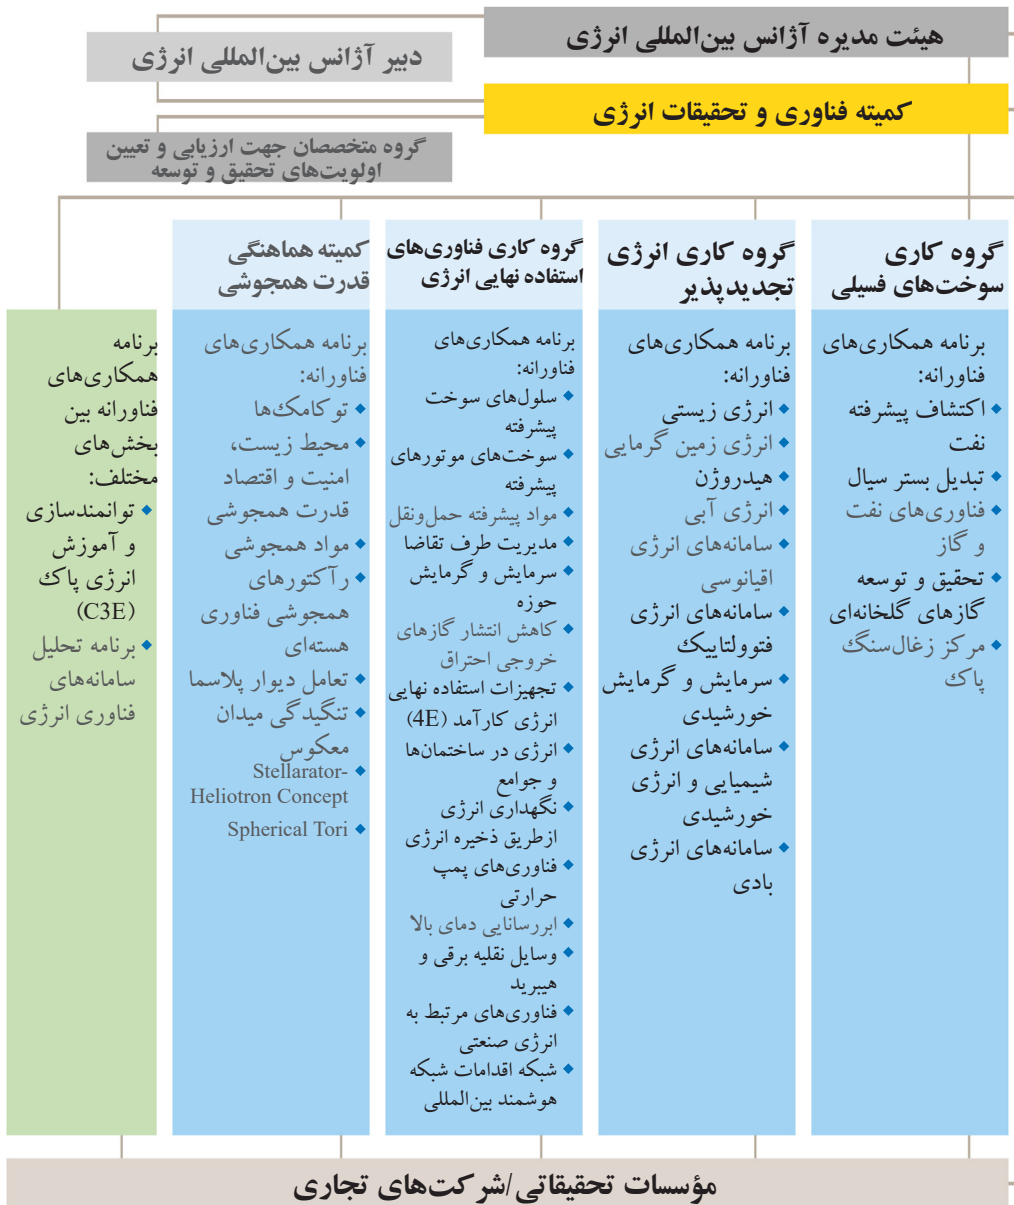 هیئت مدیره آژانس بین‌المللی انرژی
دبیر آژانس بین‌المللی انرژی
کمیته فناوری و تحقیقات انرژی
گروه متخصصان جهت ارزیابی و تعیین
اولویت‌های تحقیق و توسعه
گروه کاری
سوخت‌های فسیلی
برنامه همکاری‌های
فناورانه:
اکتشاف پیشرفته
نفت
تبدیل بستر سیال
فناوری‌های نفت
و گاز
تحقیق و توسعه
گازهای گلخانه‌ای
مرکز زغال‌سنگ
پاک
گروه کاری انرژی
تجدیدپذیر
برنامه همکاری‌های
فناورانه:
انرژی زیستی
انرژی زمین گرمایی
هیدروژن
انرژی آبی
سامانه‌های انرژی
اقیانوسی
سامانه‌های انرژی
فتوولتاییک
سرمایش و گرمایش
خورشیدی
سامانه‌های انرژی
شیمیایی و انرژی
خورشیدی
سامانه‌های انرژی
بادی
گروه کاری فناوری‌های
استفاده نهایی انرژی
برنامه همکاری‌های
فناورانه:
سلول‌های سوخت
پیشرفته
سوخت‌های موتورهای
پیشرفته
مواد پیشرفته حمل‌ونقل
مدیریت طرف تقاضا
سرمایش و گرمایش
حوزه
کاهش انتشار گازهای
خروجی احتراق
تجهیزات استفاده نهایی
انرژی کارآمد (4E)
انرژی در ساختمان‌ها
و جوامع
نگهداری انرژی
ازطریق ذخیره انرژی
فناوری‌های پمپ
حرارتی
ابررسانایی دمای بالا
وسایل نقلیه برقی و
هیبرید
فناوری‌های مرتبط به
انرژی صنعتی
شبکه اقدامات شبکه
هوشمند بین‌المللی
کمیته هماهنگی
قدرت همجوشی
برنامه همکاری‌های
فناورانه:
توکامک‌ها
محیط زیست،
امنیت و اقتصاد
قدرت همجوشی
مواد همجوشی
رآکتورهای
همجوشی فناوری
هسته‌ای
تعامل دیوار پلاسما
تنگیدگی میدان
معکوس
Stellarator-
Heliotron Concept
Spherical Tori
برنامه
همکاری‌های
فناورانه بین
بخش‌های
مختلف:
توانمندسازی
و آموزش
انرژی پاک
(C3E)
برنامه تحلیل
سامانه‌های
فناوری انرژی
مؤسسات تحقیقاتی/شرکت‌های تجاری